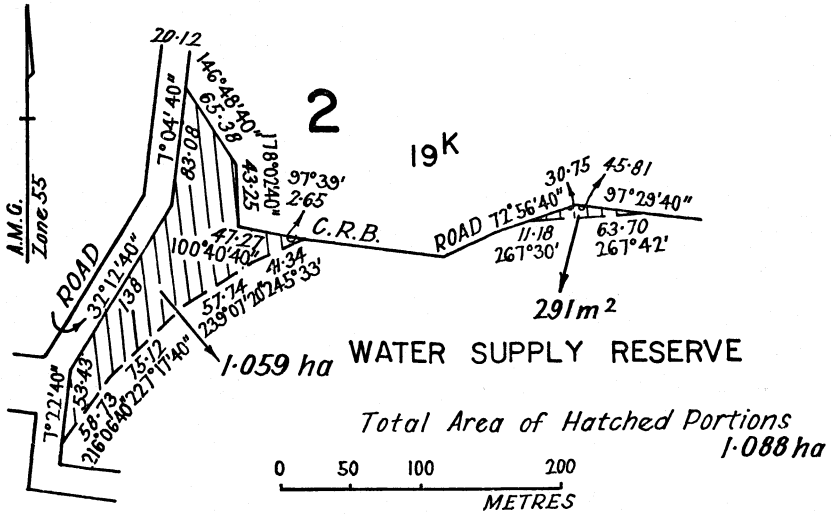 20·12
146°48'40"
65·38
2
7°04'40"
83·08
178°02'40"
43·25
19K
97°39'
2·65
30·75
45·81
A.M.G.
Zone 55
C.R.B.
ROAD
72°56'40"
97°29'40"
47·27
100°40'40"
11·18
267°30'
63·70
267°42'
ROAD
32°12'40"
138
41·34
245°33'
57·74
239°07'20"
291m²
1·059 ha
WATER SUPPLY RESERVE
75·12
227°17'40"
7°22'40"
53·43
58·73
216°06'40"
Total Area of Hatched Portions
1·088 ha
0 50 100 200
METRES